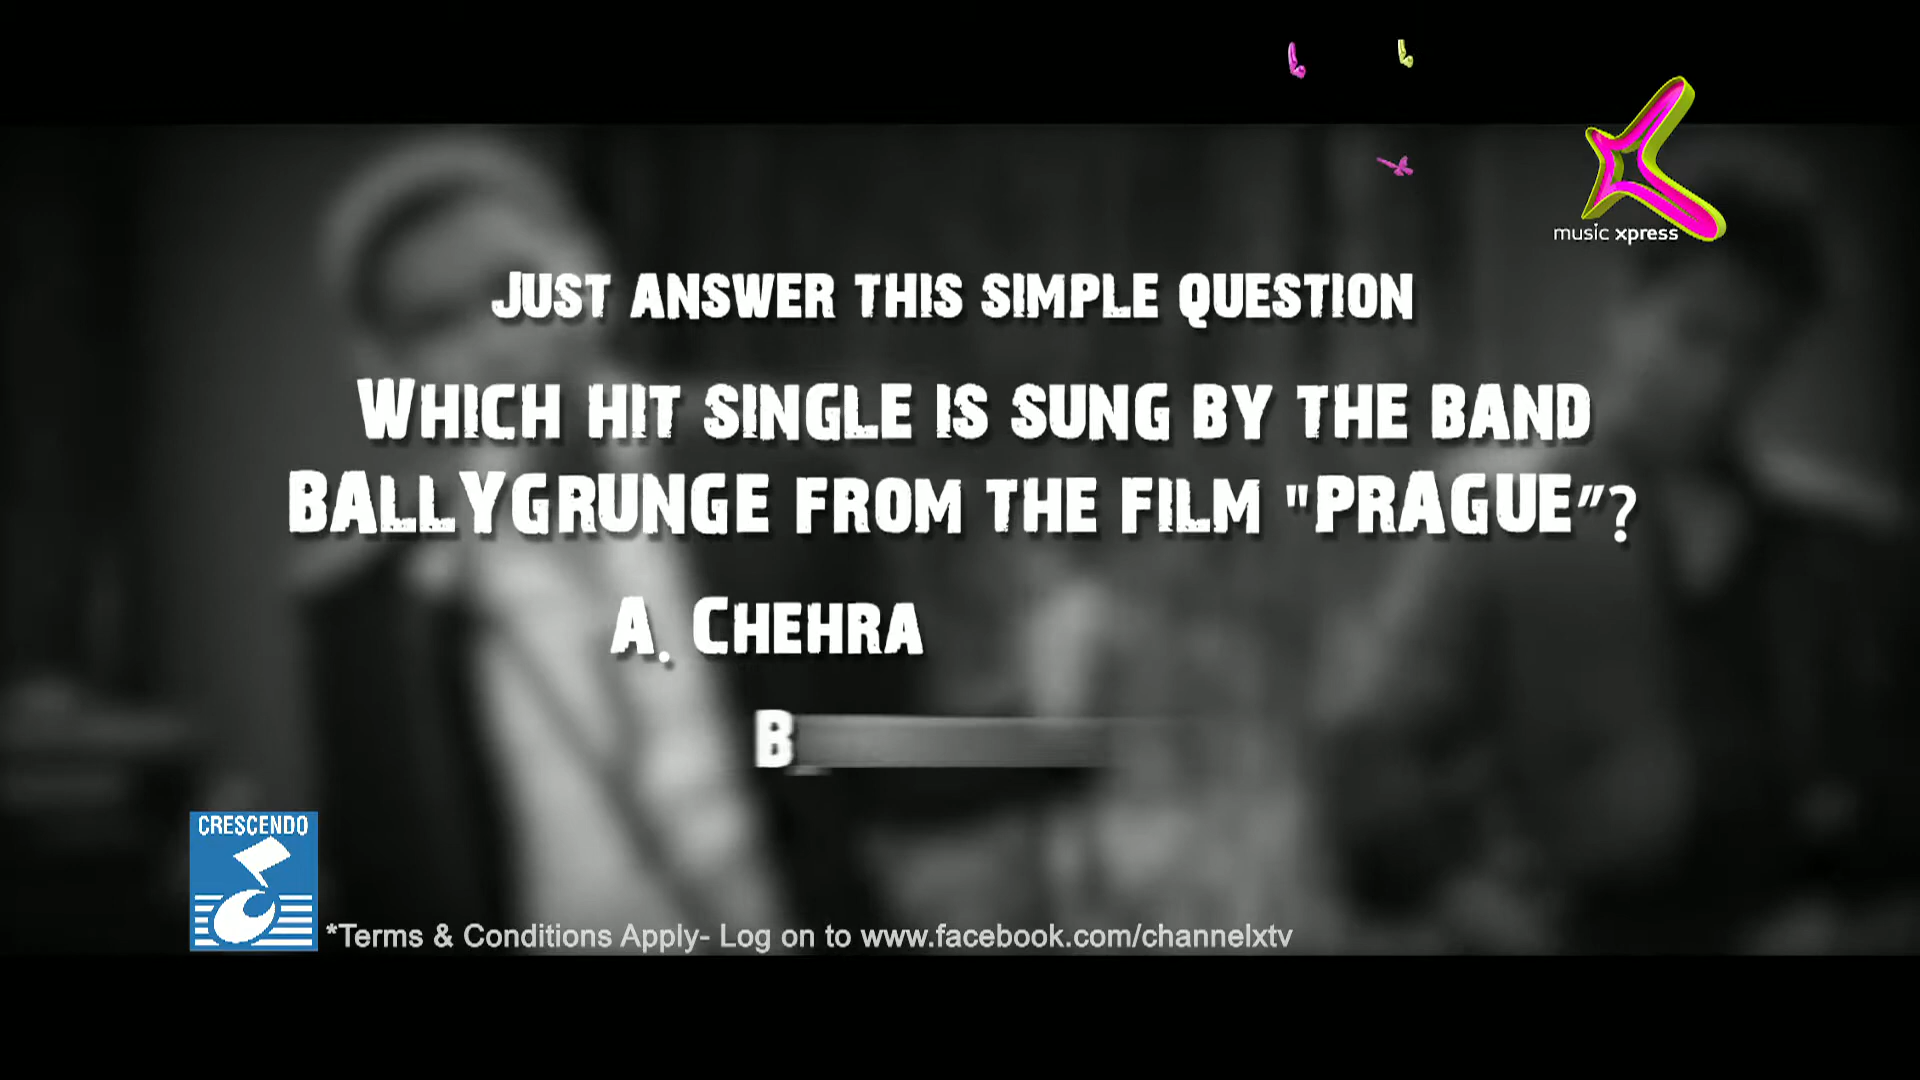 music xpress
JUST ANSWER THIS SIMPLE QUESTION
WHICH HIT SINGLE IS SUNG BY THE BAND
BALLYGRUNGE FROM THE FILM "PRAGUE"?
A. CHEHRA
B
CRESCENDO
*Terms & Conditions Apply- Log on to www.facebook.com/channelxtv